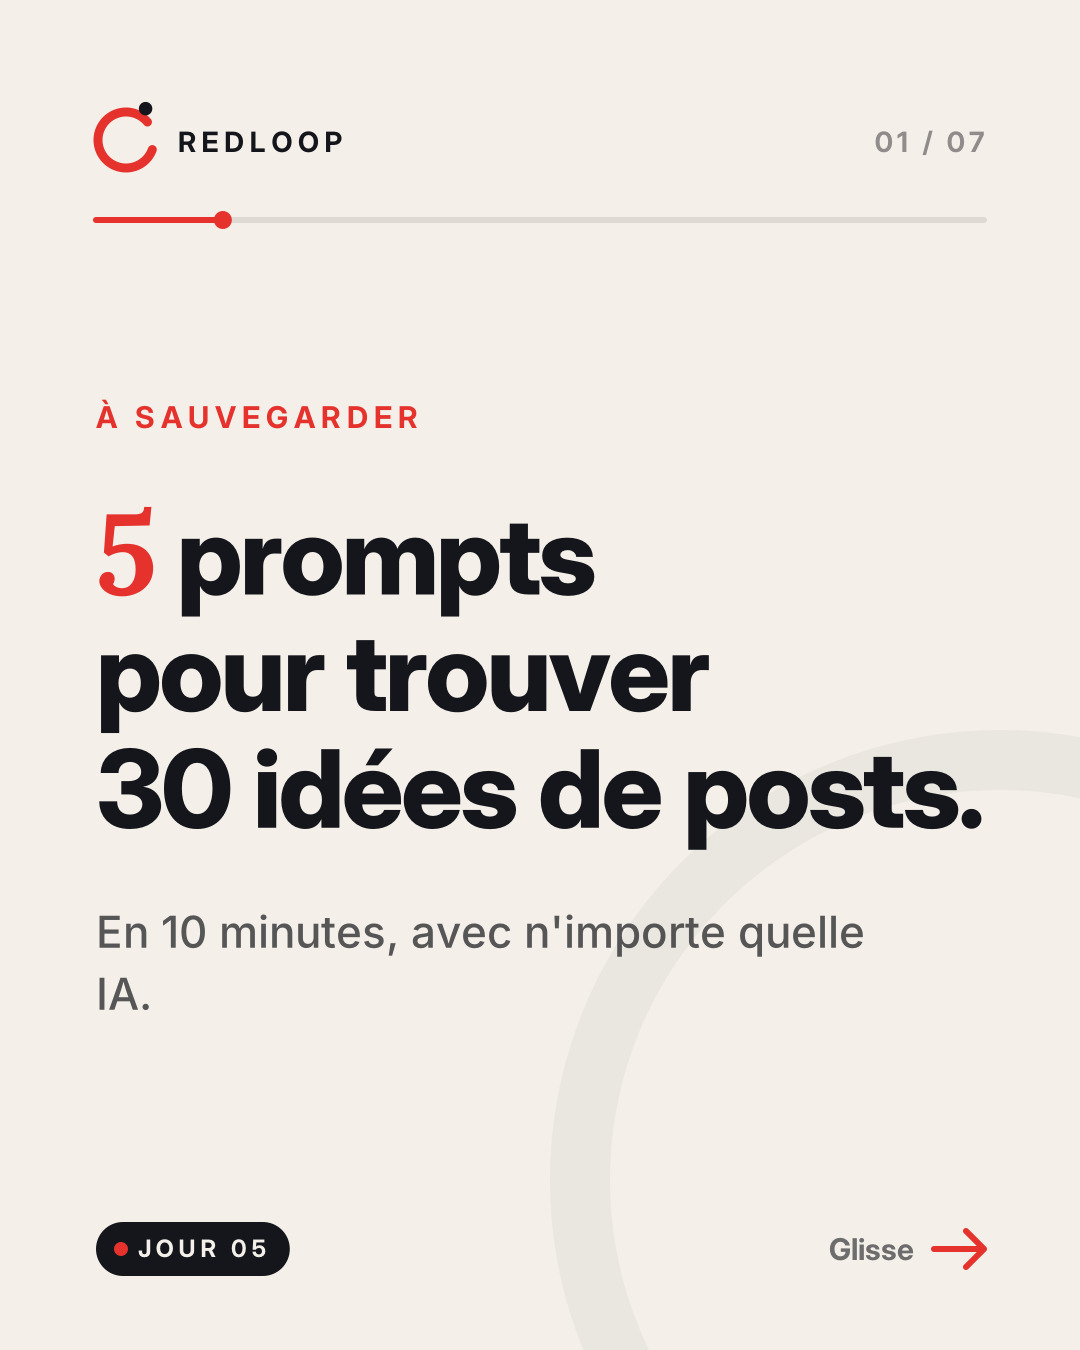 REDLOOP
01 / 07
À SAUVEGARDER
5 prompts
pour trouver
30 idées de posts.
En 10 minutes, avec n'importe quelle
IA.
JOUR 05
Glisse